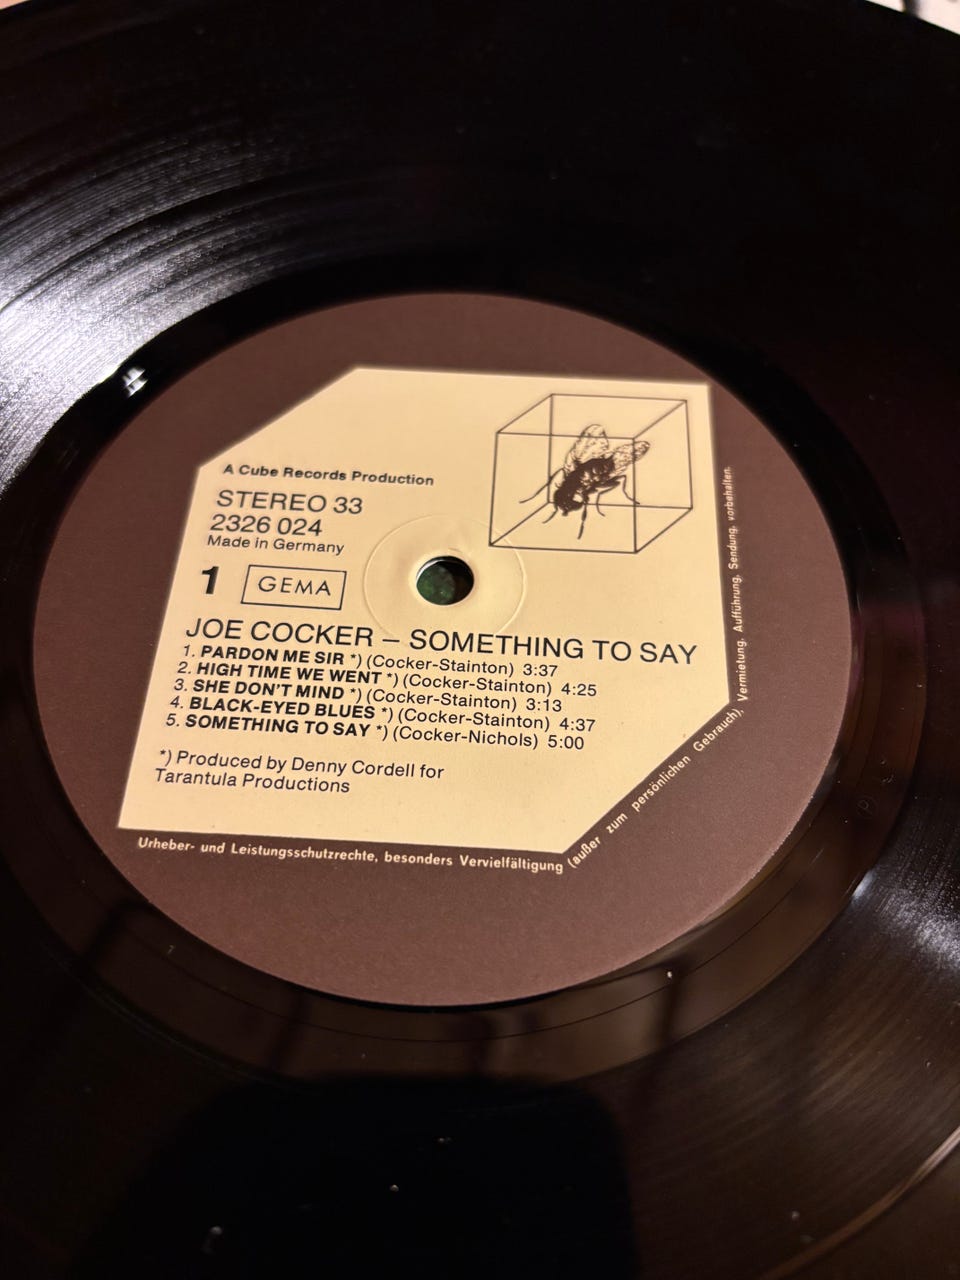 A Cube Records Production
STEREO 33
2326 024
Made in Germany
1 GEMA
JOE COCKER – SOMETHING TO SAY
1. PARDON ME SIR *) (Cocker-Stainton) 3:37
2. HIGH TIME WE WENT *) (Cocker-Stainton) 4:25
3. SHE DON'T MIND *) (Cocker-Stainton) 3:13
4. BLACK-EYED BLUES *) (Cocker-Stainton) 4:37
5. SOMETHING TO SAY *) (Cocker-Nichols) 5:00
*) Produced by Denny Cordell for
Tarantula Productions
Urheber- und Leistungsschutzrechte, besonders Vervielfältigung (außer zum persönlichen Gebrauch), Vermietung, Aufführung, Sendung, vorbehalten.